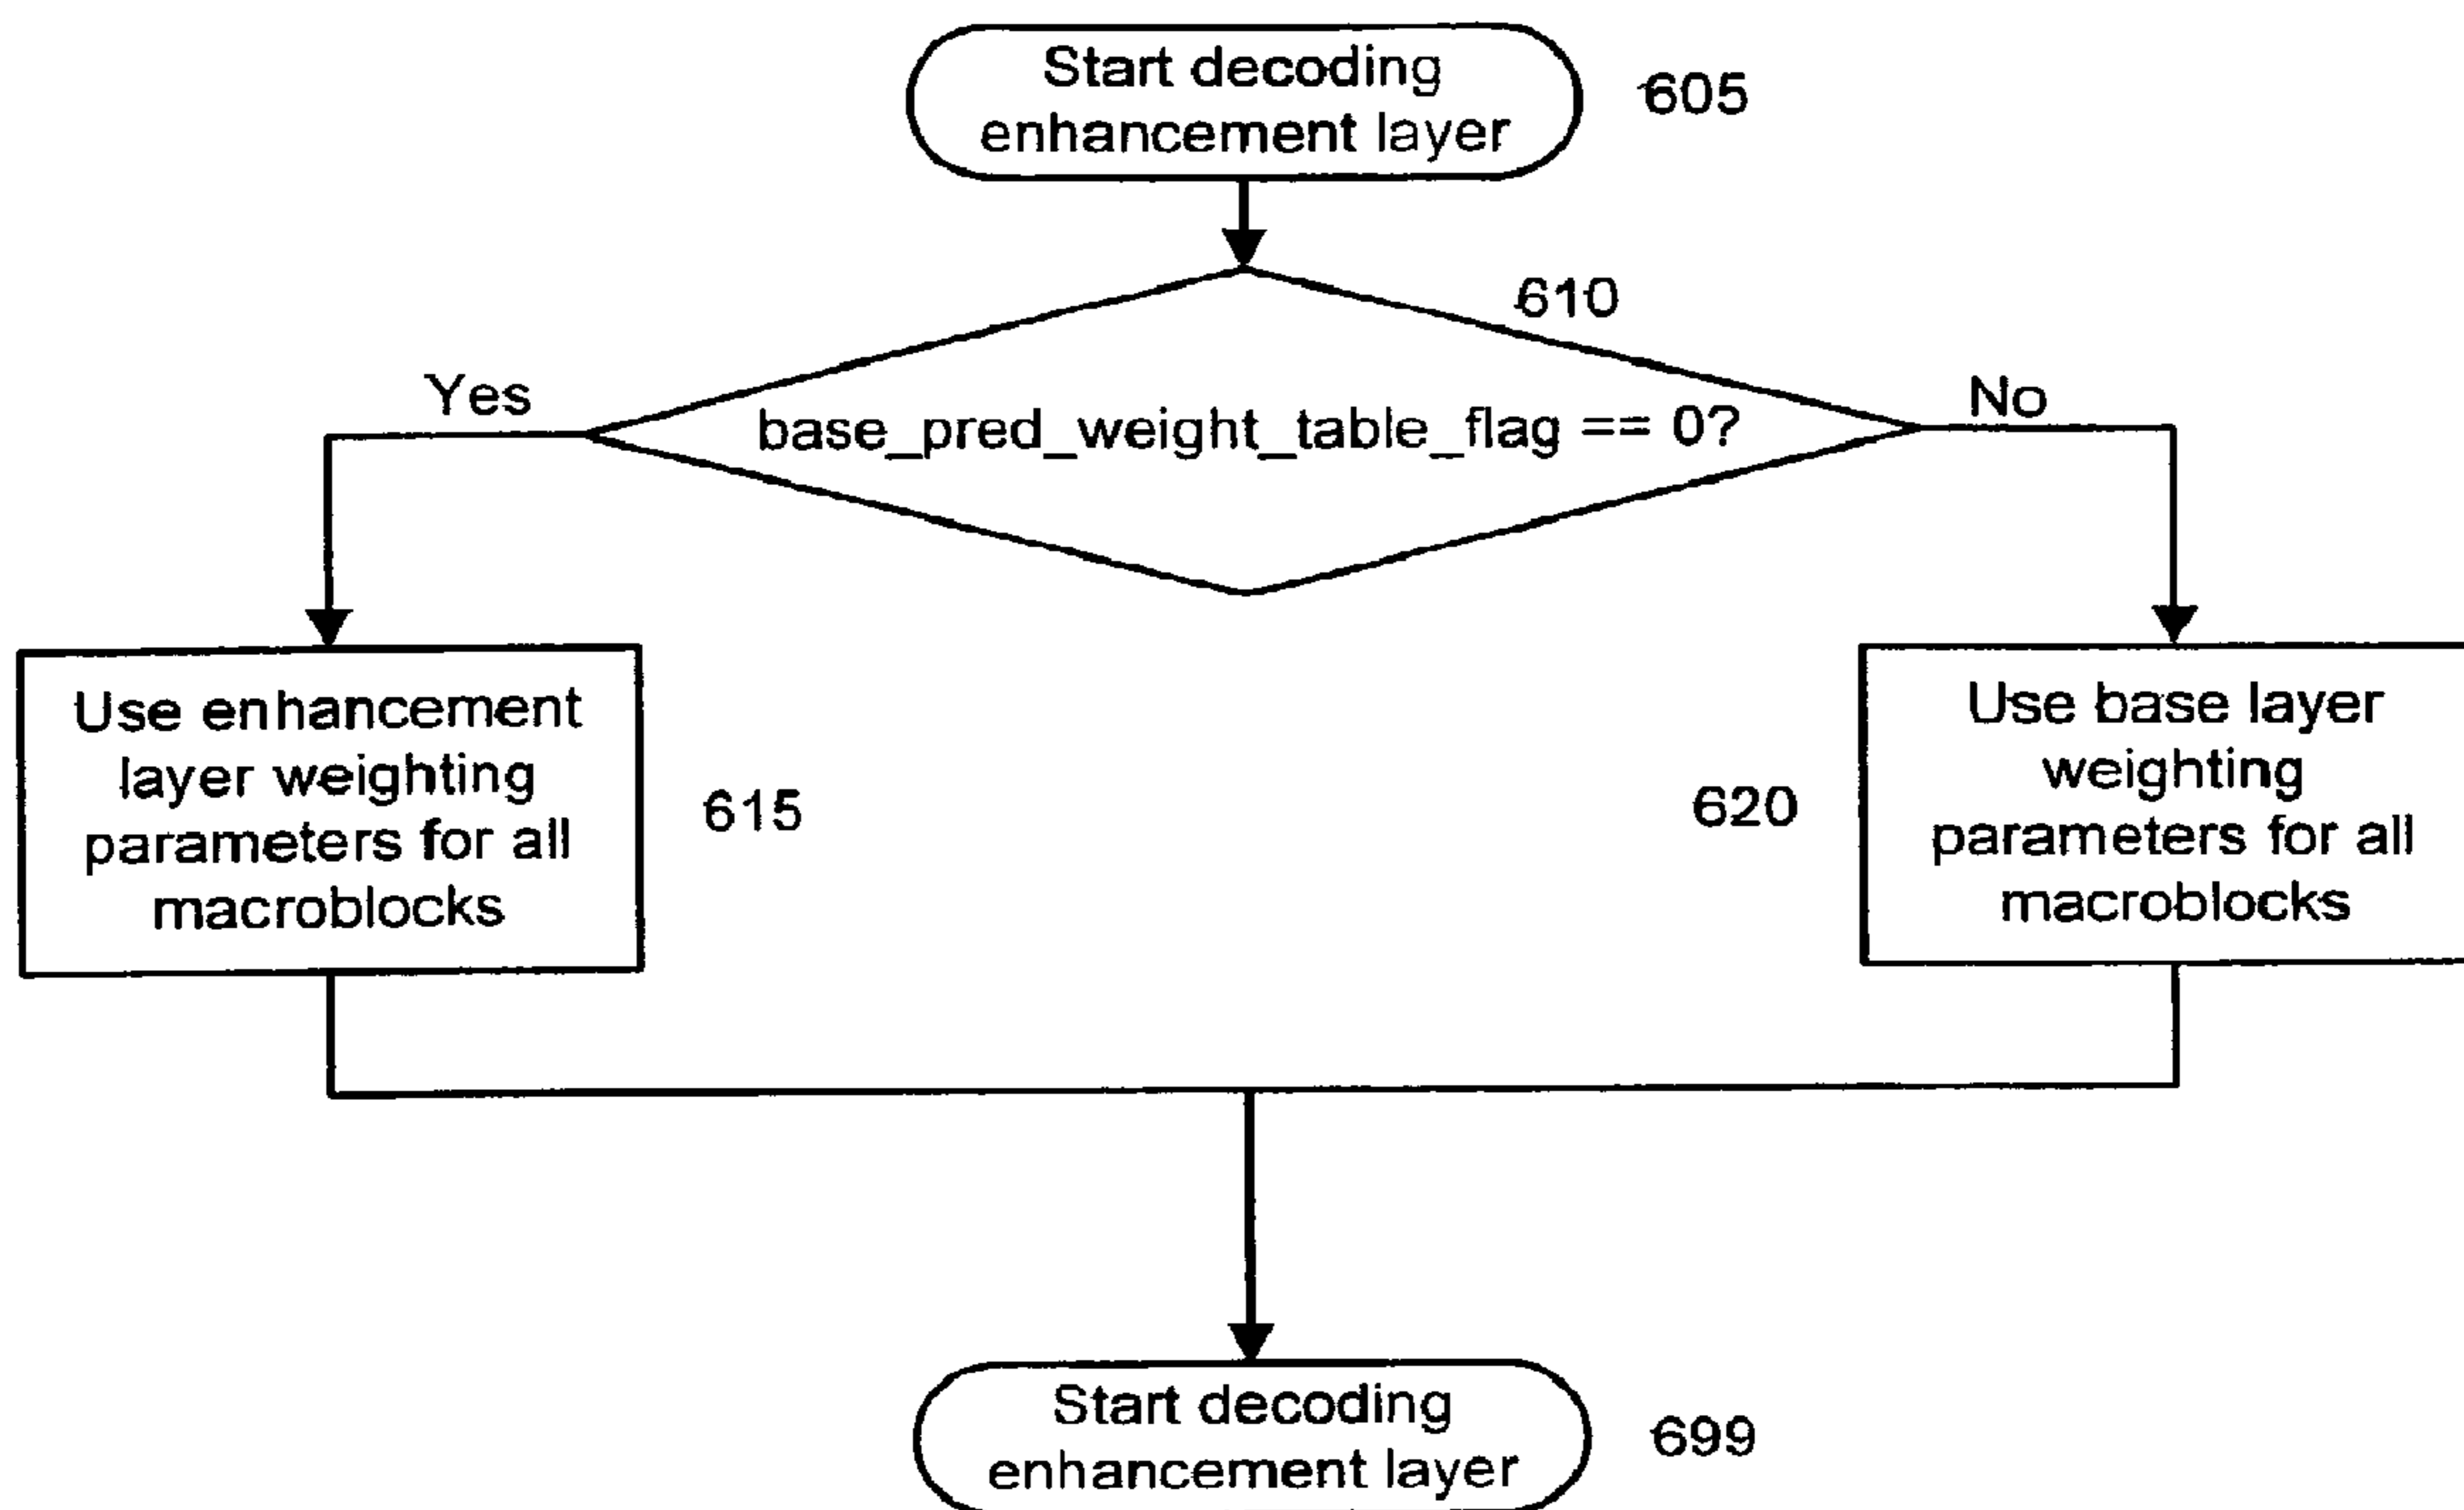 Start decoding
enhancement layer
605
610
Yes
base_pred_weight_table_flag == 0?
No
Use enhancement
layer weighting
parameters for all
macroblocks
615
620
Use base layer
weighting
parameters for all
macroblocks
Start decoding
enhancement layer
699